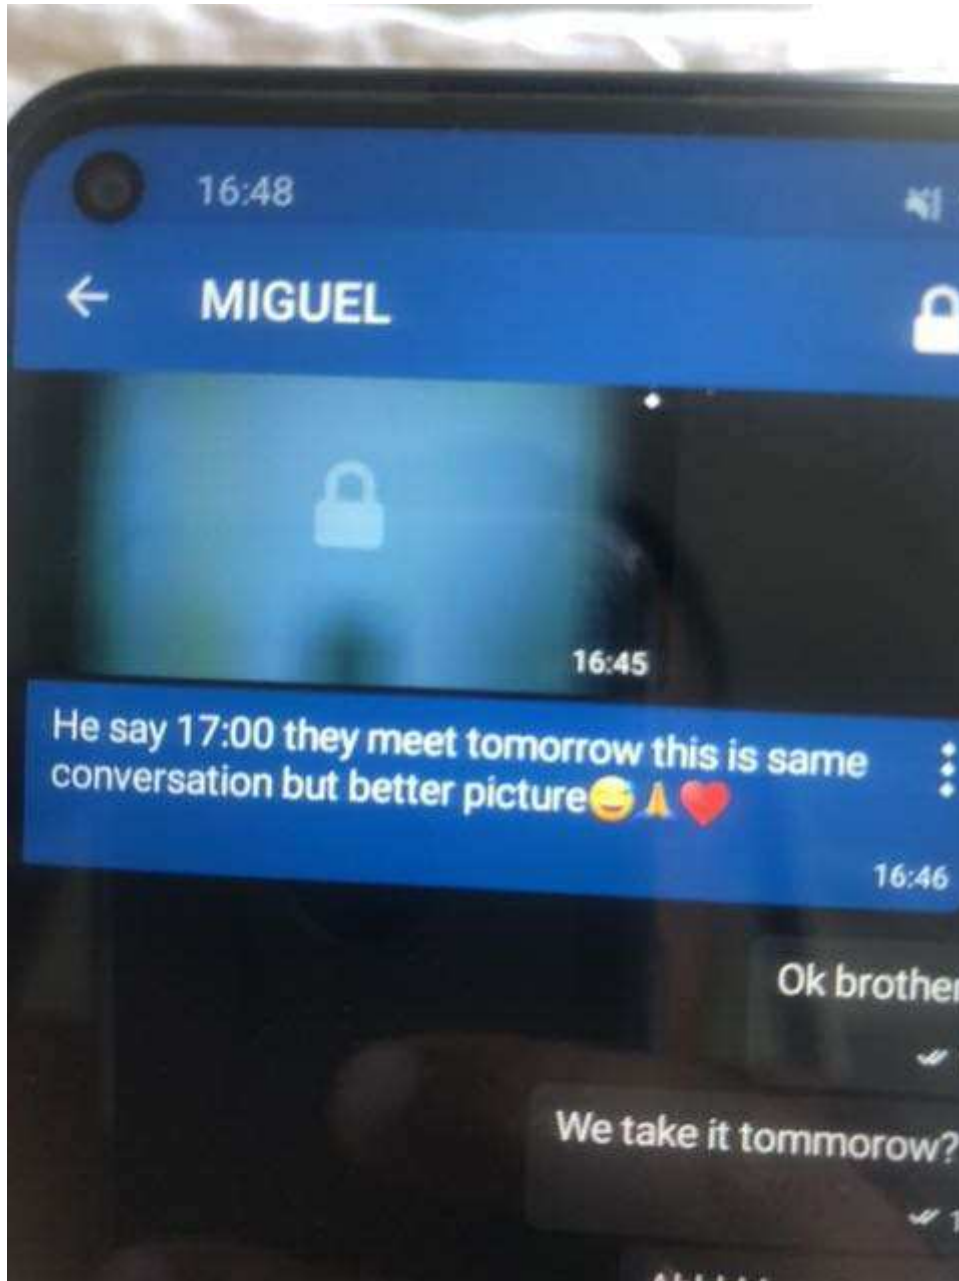 16:48
MIGUEL
16:45
He say 17:00 they meet tomorrow this is same
conversation but better picture😅🙏❤️
16:46
Ok brother
We take it tommorow?